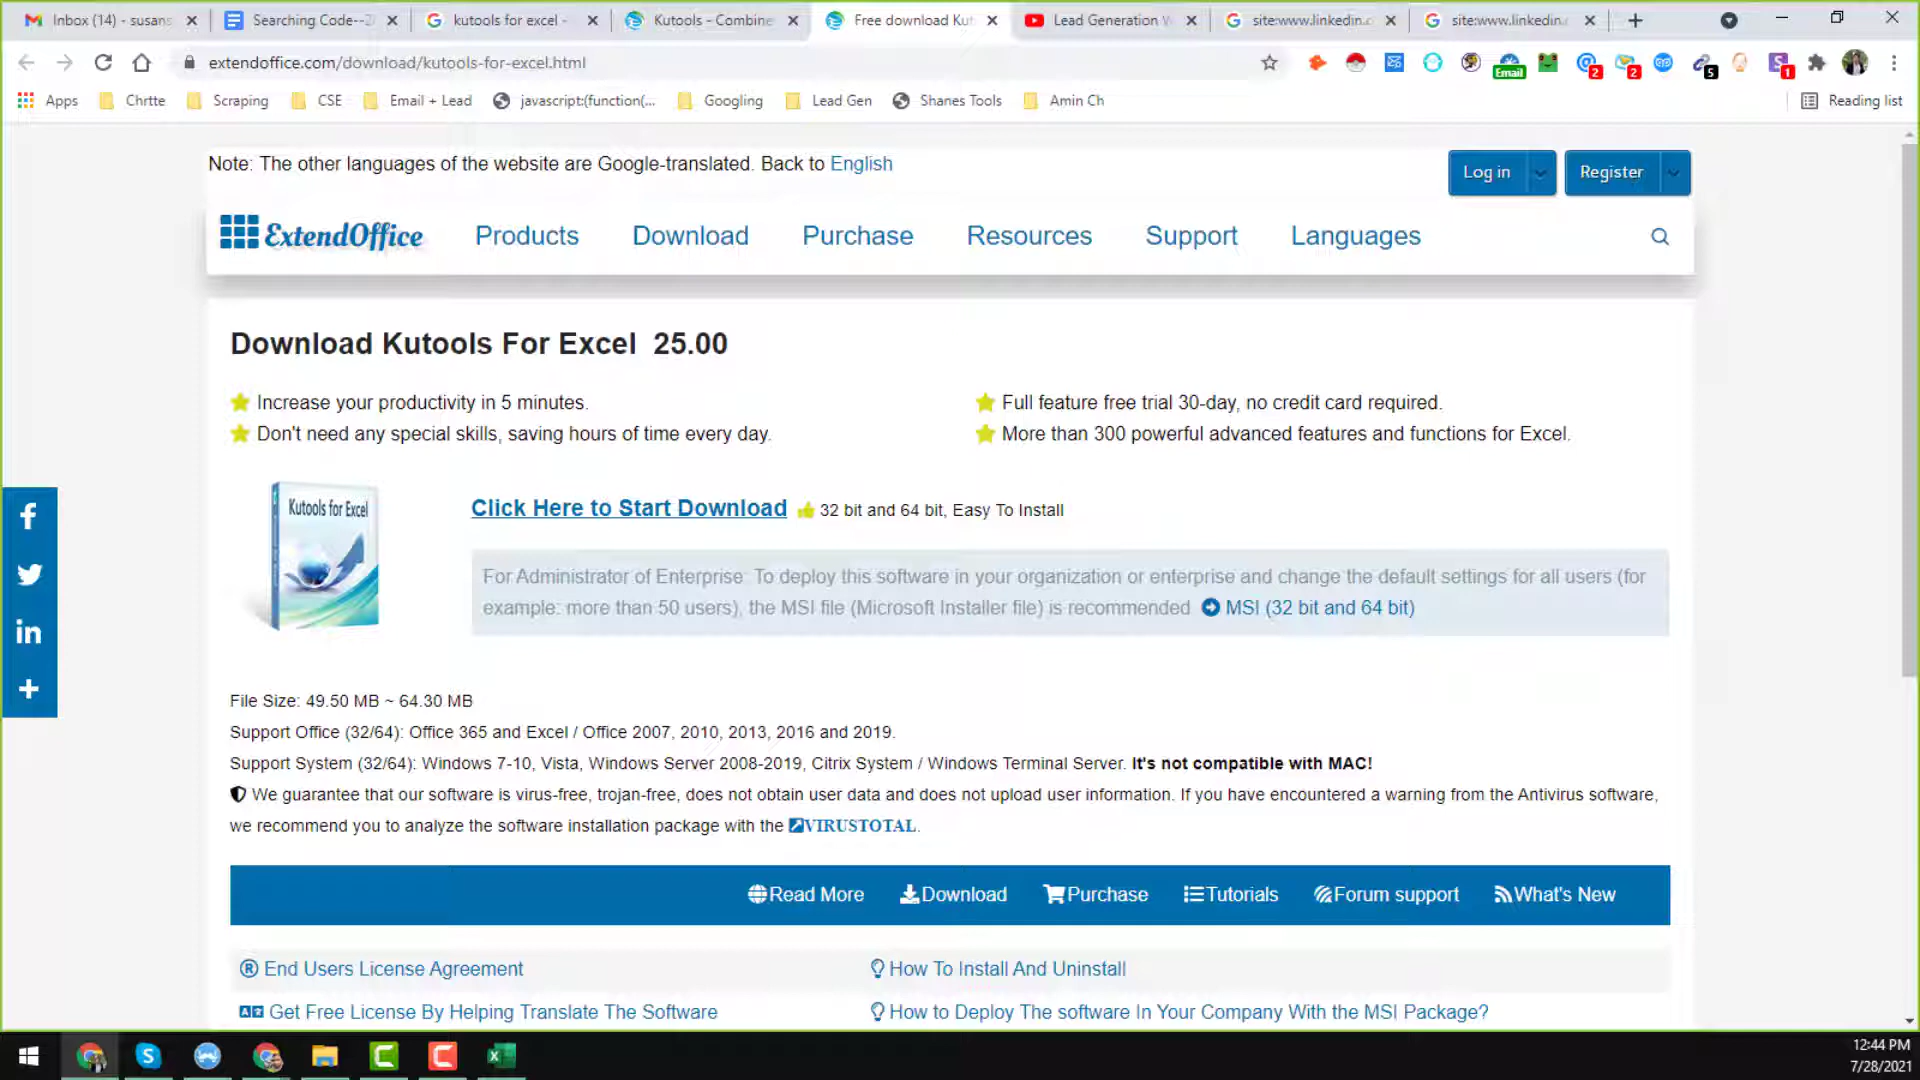 Inbox (14) - susans
Searching Code--2
kutools for excel -
Kutools - Combine
Free download Kut
Lead Generation V
site:www.linkedin.c
site:www.linkedin.c
extendoffice.com/download/kutools-for-excel.html
Email
2
2
5
1
Apps
Chrtte
Scraping
CSE
Email + Lead
javascript:(function(...
Googling
Lead Gen
Shanes Tools
Amin Ch
Reading list
Note: The other languages of the website are Google-translated. Back to English
Log in
Register
ExtendOffice
Products
Download
Purchase
Resources
Support
Languages
Download Kutools For Excel 25.00
Increase your productivity in 5 minutes.
Full feature free trial 30-day, no credit card required.
Don't need any special skills, saving hours of time every day.
More than 300 powerful advanced features and functions for Excel.
Kutools for Excel
Click Here to Start Download
32 bit and 64 bit, Easy To Install
For Administrator of Enterprise: To deploy this software in your organization or enterprise and change the default settings for all users (for
example: more than 50 users), the MSI file (Microsoft Installer file) is recommended MSI (32 bit and 64 bit)
File Size: 49.50 MB ~ 64.30 MB
Support Office (32/64): Office 365 and Excel / Office 2007, 2010, 2013, 2016 and 2019.
Support System (32/64): Windows 7-10, Vista, Windows Server 2008-2019, Citrix System / Windows Terminal Server. It's not compatible with MAC!
We guarantee that our software is virus-free, trojan-free, does not obtain user data and does not upload user information. If you have encountered a warning from the Antivirus software,
we recommend you to analyze the software installation package with the VIRUSTOTAL.
Read More
Download
Purchase
Tutorials
Forum support
What's New
End Users License Agreement
How To Install And Uninstall
Get Free License By Helping Translate The Software
How to Deploy The software In Your Company With the MSI Package?
12:44 PM
7/28/2021